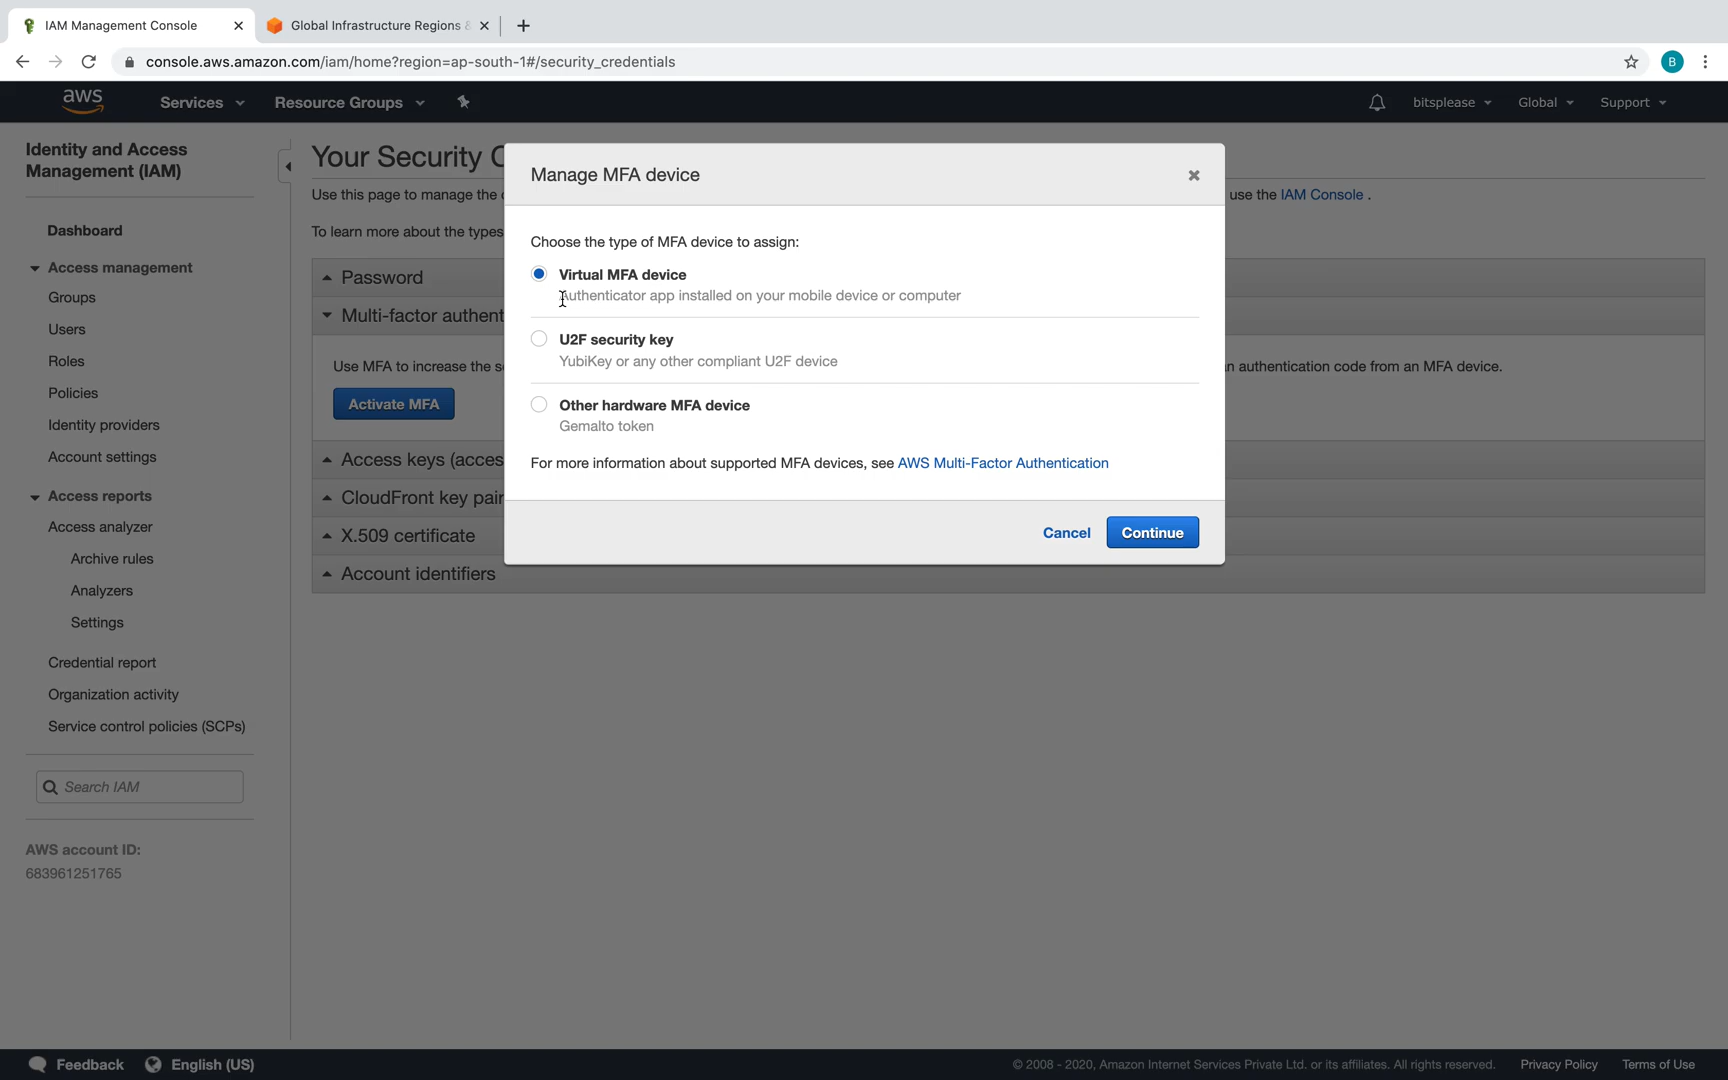 IAM Management Console
Global Infrastructure Regions &
console.aws.amazon.com/iam/home?region=ap-south-1#/security_credentials
B
aws
Services
Resource Groups
bitsplease
Global
Support
Identity and Access
Management (IAM)
Dashboard
Access management
Groups
Users
Roles
Policies
Identity providers
Account settings
Access reports
Access analyzer
Archive rules
Analyzers
Settings
Credential report
Organization activity
Service control policies (SCPs)
Search IAM
AWS account ID:
683961251765
Your Security C
Use this page to manage the
use the IAM Console .
To learn more about the types
Password
Multi-factor authent
Use MFA to increase the s
n authentication code from an MFA device.
Activate MFA
Access keys (acces
CloudFront key pair
X.509 certificate
Account identifiers
Manage MFA device
Choose the type of MFA device to assign:
Virtual MFA device
Authenticator app installed on your mobile device or computer
U2F security key
YubiKey or any other compliant U2F device
Other hardware MFA device
Gemalto token
For more information about supported MFA devices, see AWS Multi-Factor Authentication
Cancel
Continue
Feedback
English (US)
© 2008 - 2020, Amazon Internet Services Private Ltd. or its affiliates. All rights reserved.
Privacy Policy
Terms of Use